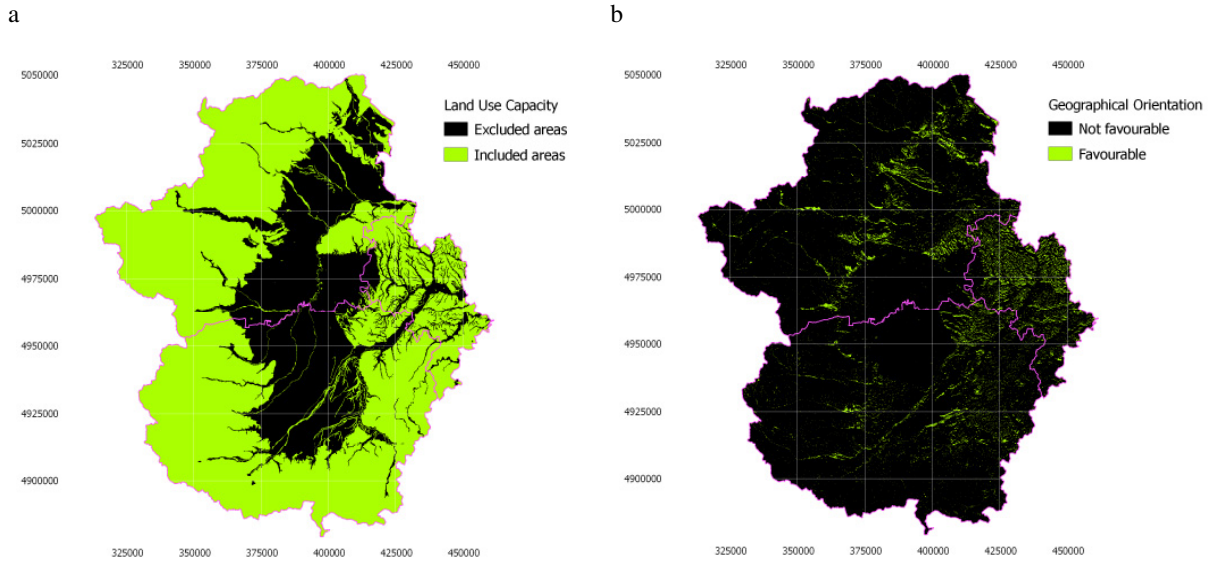 a
b
325000 350000 375000 400000 425000 450000
325000 350000 375000 400000 425000 450000
5050000
5050000
Land Use Capacity
Excluded areas
Included areas
Geographical Orientation
Not favourable
Favourable
5025000
5025000
5000000
5000000
4975000
4975000
4950000
4950000
4925000
4925000
4900000
4900000
325000 350000 375000 400000 425000 450000
325000 350000 375000 400000 425000 450000